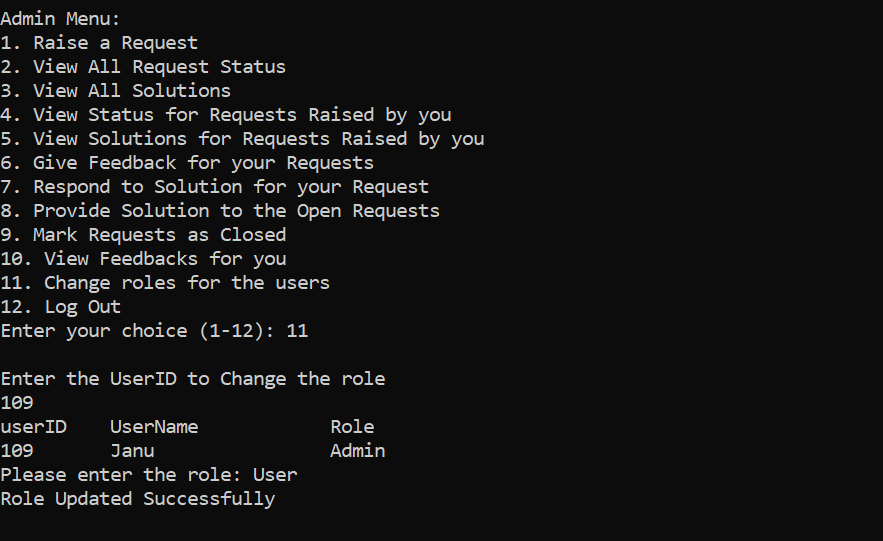 Admin Menu:
1. Raise a Request
2. View All Request Status
3. View All Solutions
4. View Status for Requests Raised by you
5. View Solutions for Requests Raised by you
6. Give Feedback for your Requests
7. Respond to Solution for your Request
8. Provide Solution to the Open Requests
9. Mark Requests as Closed
10. View Feedbacks for you
11. Change roles for the users
12. Log Out
Enter your choice (1-12): 11
Enter the UserID to Change the role
109
userID    UserName            Role
109       Janu                Admin
Please enter the role: User
Role Updated Successfully